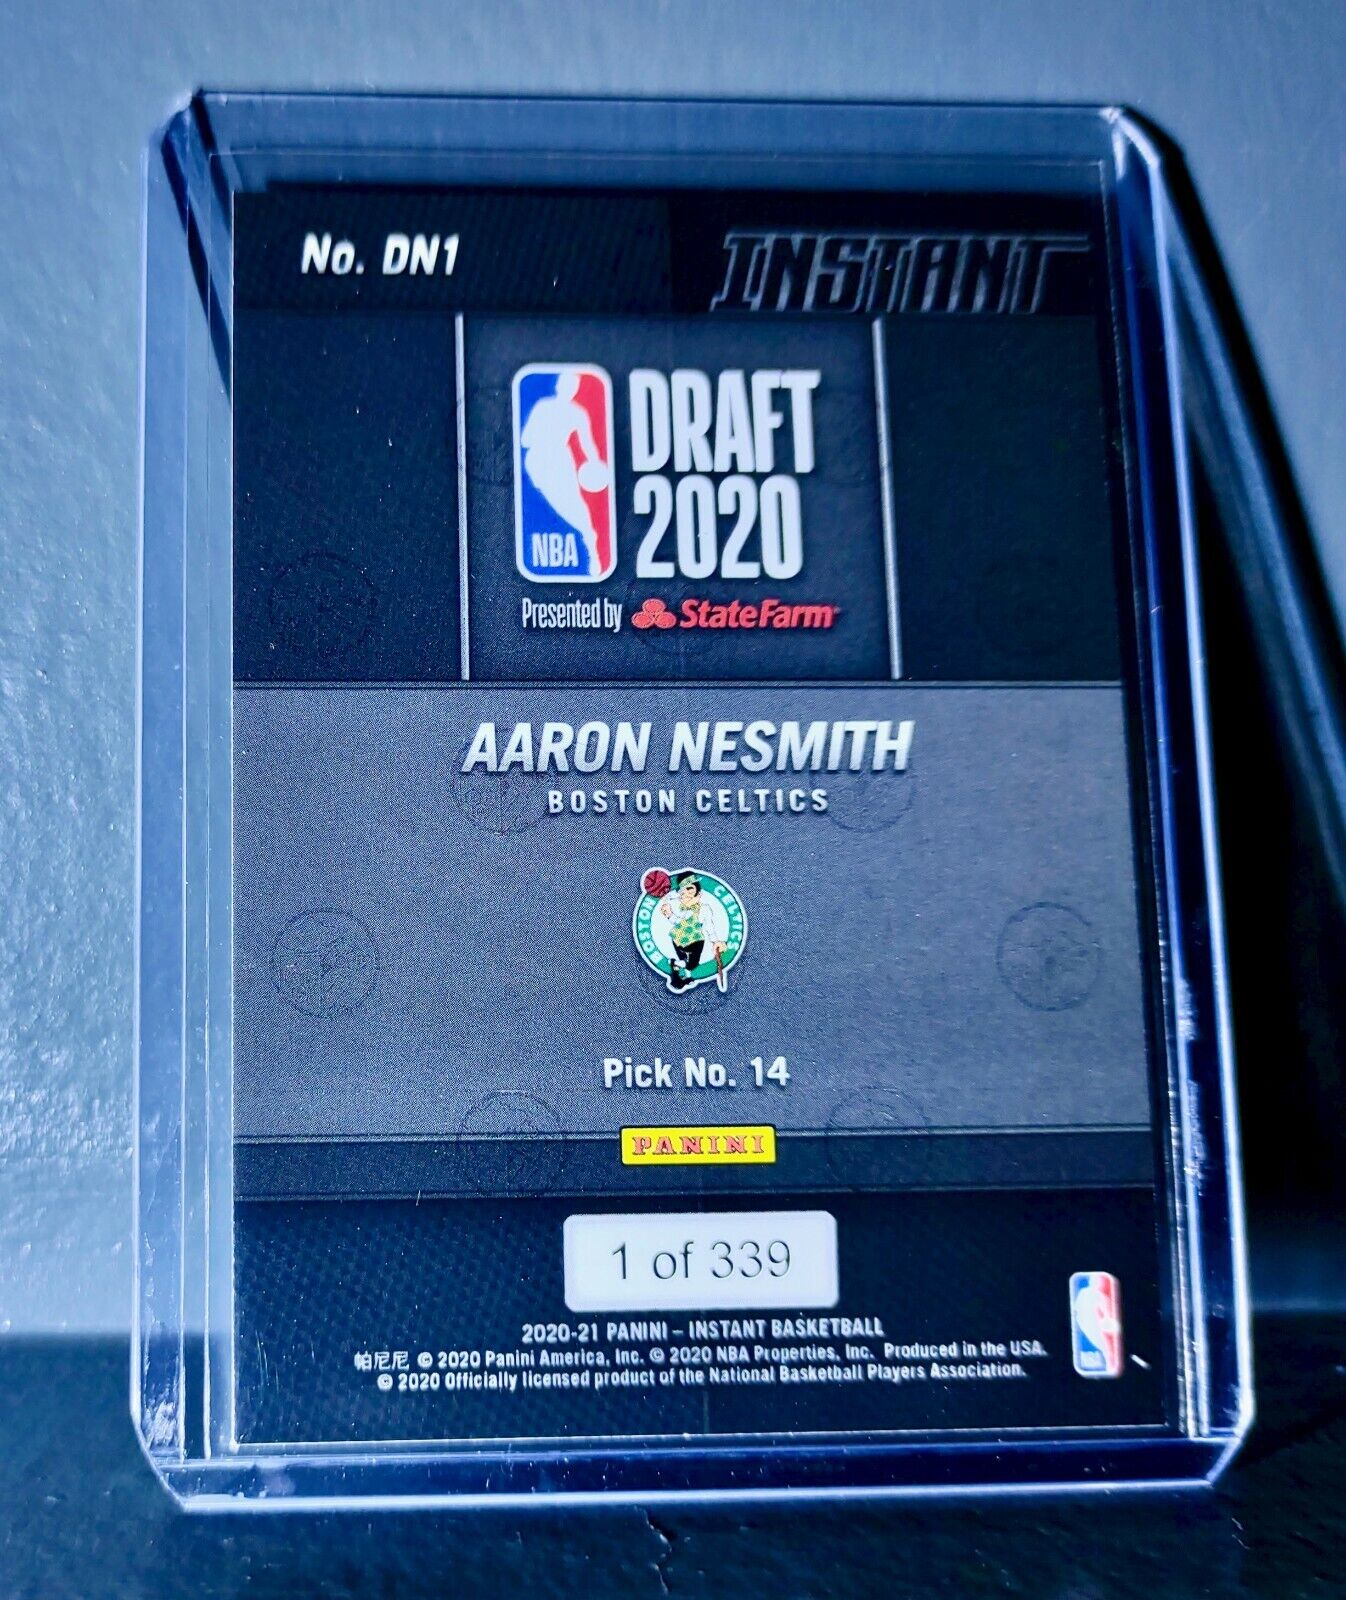 No. DN1
INSTANT
DRAFT
2020
NBA
Presented by StateFarm
AARON NESMITH
BOSTON CELTICS
BOSTON CELTICS
Pick No. 14
PANINI
1 of 339
2020-21 PANINI – INSTANT BASKETBALL
帕尼尼 © 2020 Panini America, Inc. © 2020 NBA Properties, Inc. Produced in the USA.
© 2020 Officially licensed product of the National Basketball Players Association.
NBA